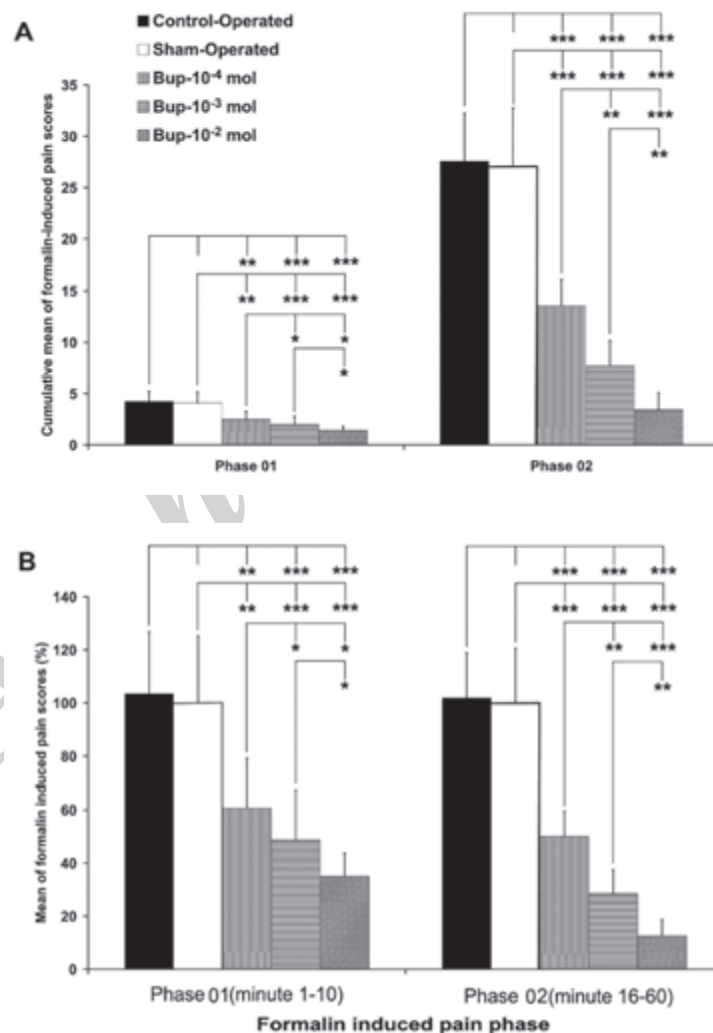 A
Control-Operated
Sham-Operated
Bup-10-4 mol
Bup-10-3 mol
Bup-10-2 mol
Cumulative mean of formalin-induced pain scores
35
30
25
20
15
10
5
0
** *** ***
** *** ***
* *
*
*** *** ***
*** *** ***
** ***
**
Phase 01 Phase 02
B
Mean of formalin induced pain scores (%)
140
120
100
80
60
40
20
0
** *** ***
** *** ***
* *
*
*** *** ***
*** *** ***
** ***
**
Phase 01(minute 1-10) Phase 02(minute 16-60)
Formalin induced pain phase